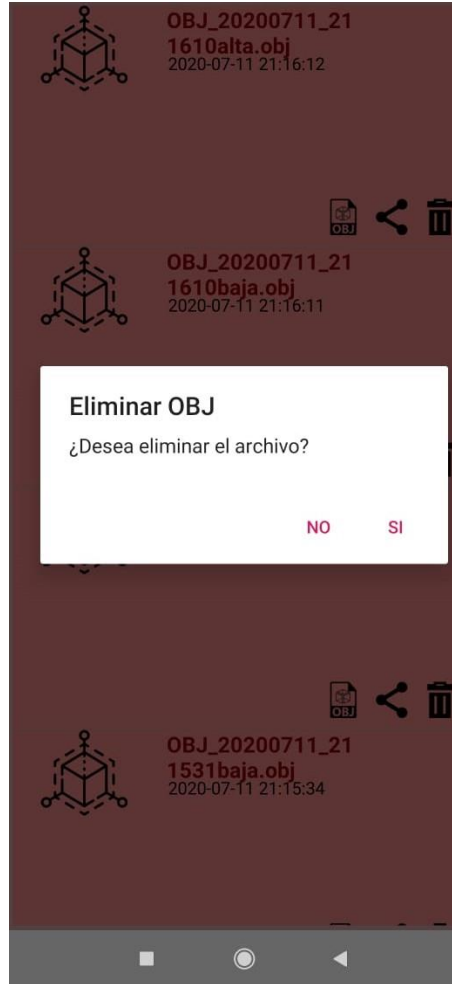 OBJ_20200711_21
1610alta.obj
2020-07-11 21:16:12
OBJ
OBJ_20200711_21
1610baja.obj
2020-07-11 21:16:11
Eliminar OBJ
¿Desea eliminar el archivo?
NO SI
OBJ
OBJ_20200711_21
1531baja.obj
2020-07-11 21:15:34